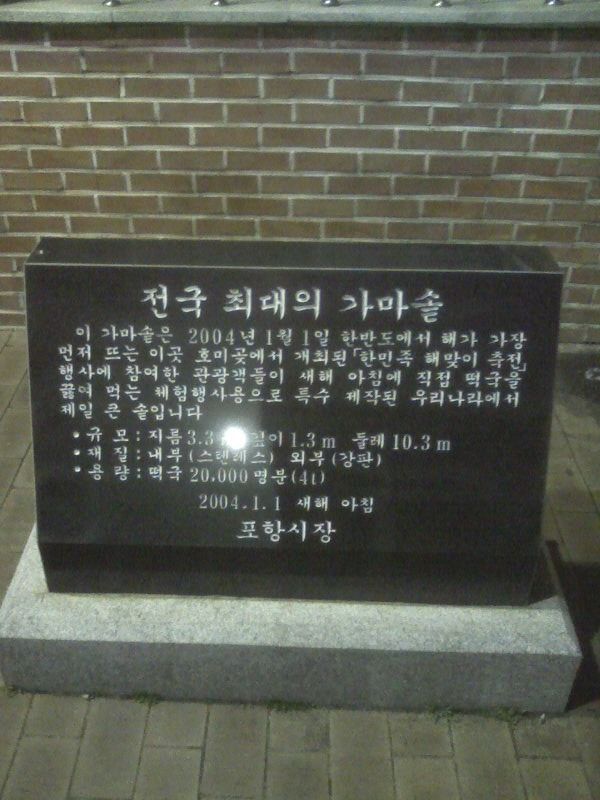 전국 최대의 가마솥
이 가마솥은 2004년 1월 1일 한반도에서 해가 가장
먼저 뜨는 이곳 호미곶에서 개최된 「한민족 해맞이 축전」
행사에 참여한 관광객들이 새해 아침에 직접 떡국을
끓여 먹는 체험행사용으로 특수 제작된 우리나라에서
제일 큰 솥입니다
• 규 모 : 지름 3.3 깊이 1.3 m 둘레 10.3 m
• 재 질 : 내부 (스텐레스) 외부 (강판)
• 용 량 : 떡국 20,000 명분 (4t)
2004.1.1 새해 아침
포항시장